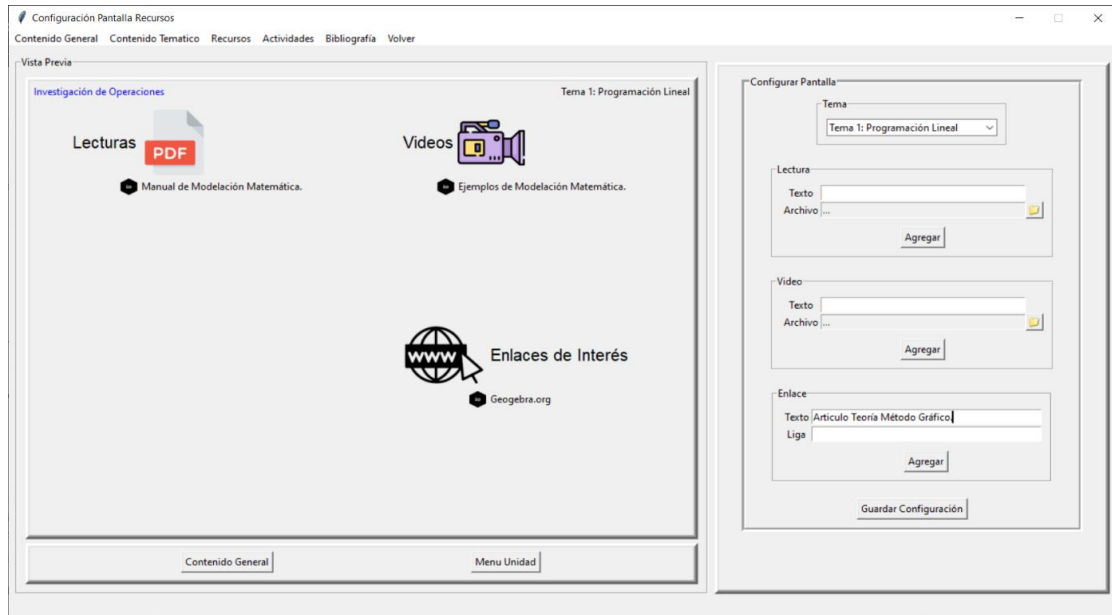 Configuración Pantalla Recursos
Contenido General Contenido Tematico Recursos Actividades Bibliografía Volver
Vista Previa
Investigación de Operaciones
Tema 1: Programación Lineal
Lecturas
PDF
Manual de Modelación Matemática.
Videos
Ejemplos de Modelación Matemática.
www
Enlaces de Interés
Geogebra.org
Contenido General
Menu Unidad
Configurar Pantalla
Tema
Tema 1: Programación Lineal
Lectura
Texto
Archivo ...
Agregar
Video
Texto
Archivo ...
Agregar
Enlace
Texto Articulo Teoría Método Gráfico.
Liga
Agregar
Guardar Configuración